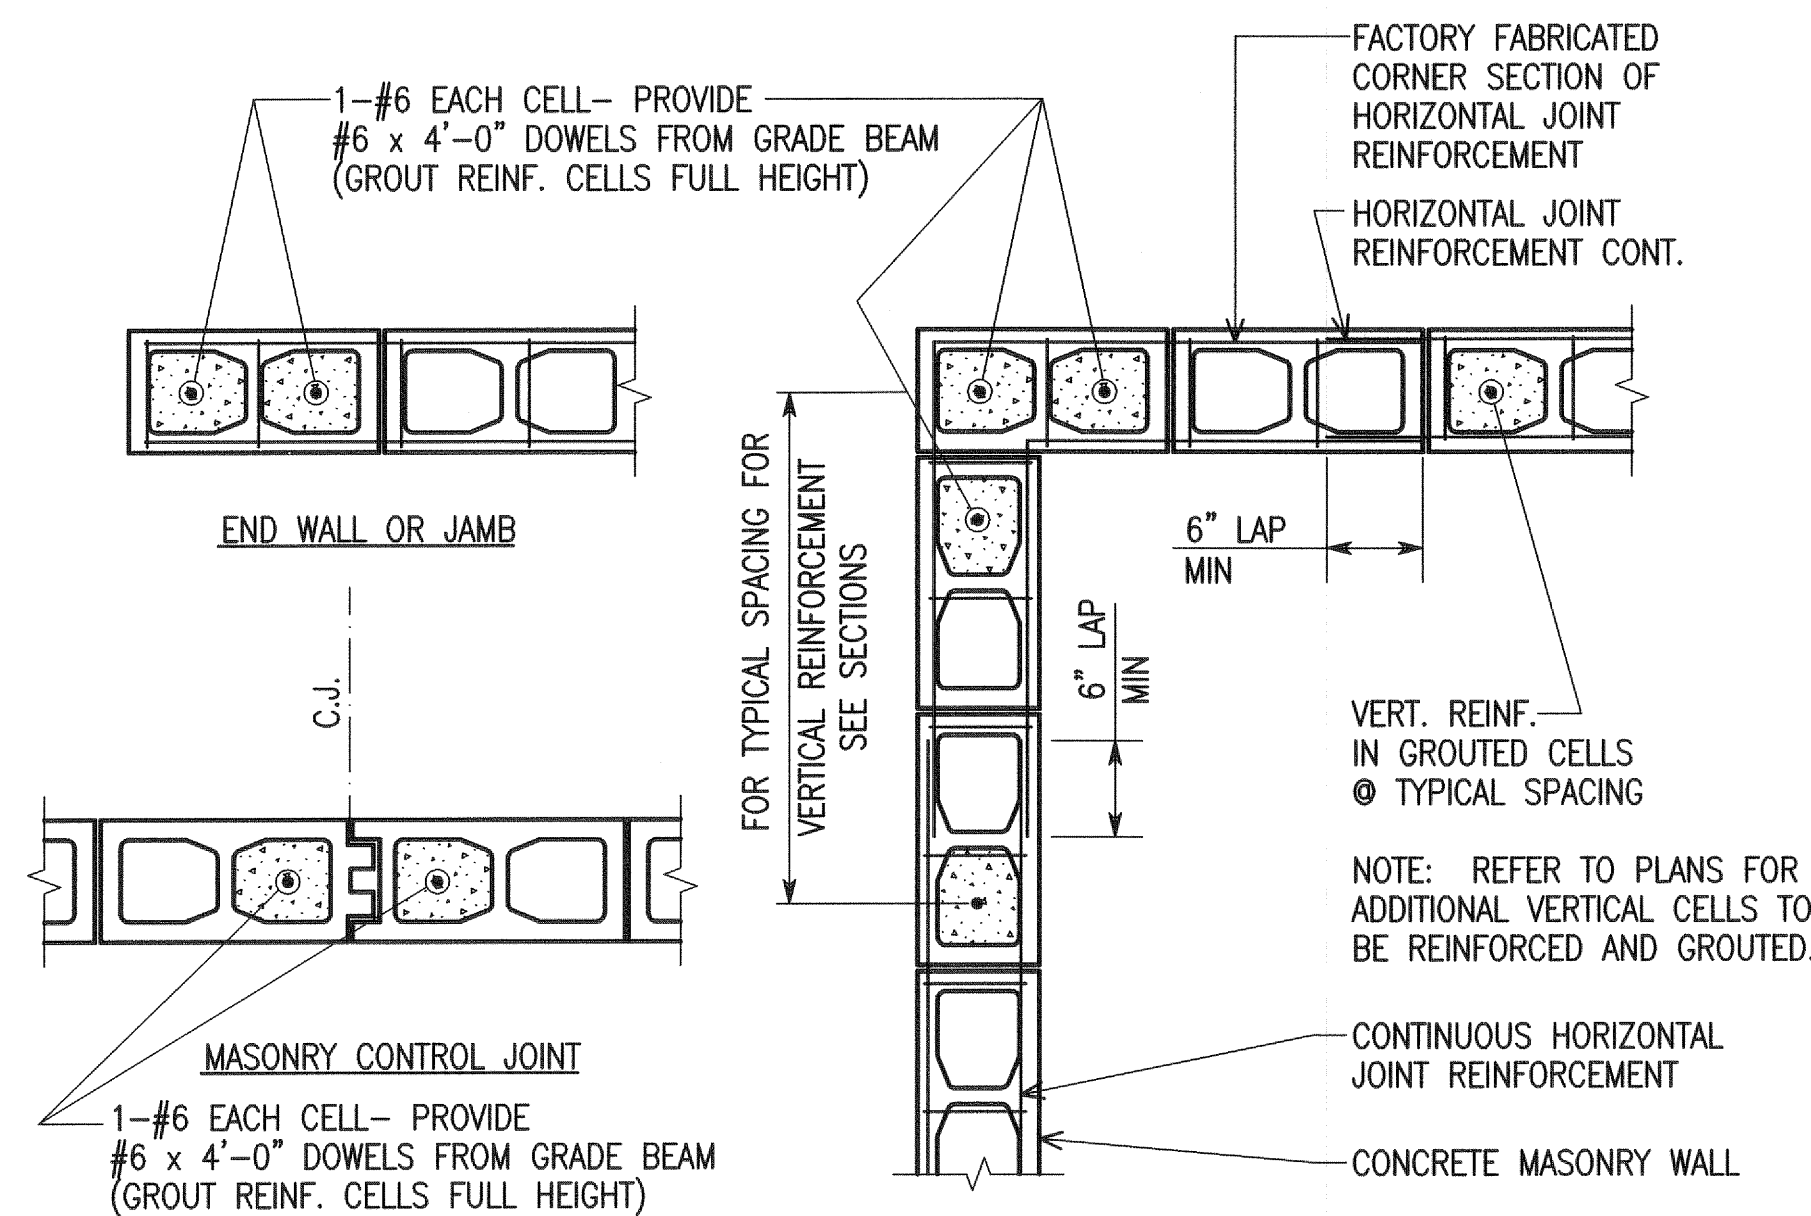 1-#6 EACH CELL- PROVIDE
#6 x 4'-0" DOWELS FROM GRADE BEAM
(GROUT REINF. CELLS FULL HEIGHT)
FACTORY FABRICATED
CORNER SECTION OF
HORIZONTAL JOINT
REINFORCEMENT
HORIZONTAL JOINT
REINFORCEMENT CONT.
END WALL OR JAMB
FOR TYPICAL SPACING FOR
VERTICAL REINFORCEMENT
SEE SECTIONS
6" LAP
MIN
6" LAP
MIN
C.J.
VERT. REINF.
IN GROUTED CELLS
@ TYPICAL SPACING
NOTE: REFER TO PLANS FOR
ADDITIONAL VERTICAL CELLS TO
BE REINFORCED AND GROUTED.
MASONRY CONTROL JOINT
1-#6 EACH CELL- PROVIDE
#6 x 4'-0" DOWELS FROM GRADE BEAM
(GROUT REINF. CELLS FULL HEIGHT)
CONTINUOUS HORIZONTAL
JOINT REINFORCEMENT
CONCRETE MASONRY WALL